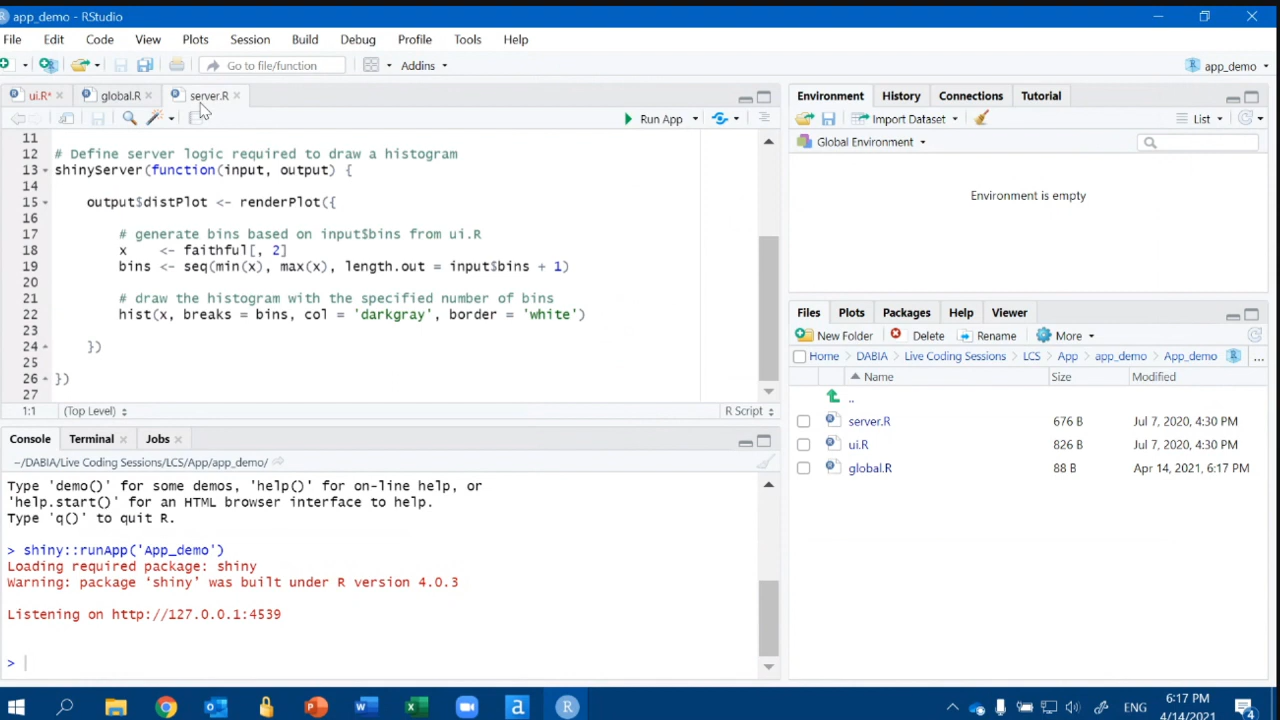 app_demo - RStudio
File Edit Code View Plots Session Build Debug Profile Tools Help
Go to file/function Addins app_demo
ui.R* global.R server.R
Run App
11
12 # Define server logic required to draw a histogram
13 shinyServer(function(input, output) {
14
15 output$distPlot <- renderPlot({
16
17 # generate bins based on input$bins from ui.R
18 x <- faithful[, 2]
19 bins <- seq(min(x), max(x), length.out = input$bins + 1)
20
21 # draw the histogram with the specified number of bins
22 hist(x, breaks = bins, col = 'darkgray', border = 'white')
23
24 })
25
26 })
27
1:1 (Top Level) R Script
Console Terminal Jobs
~/DABIA/Live Coding Sessions/LCS/App/app_demo/
Type 'demo()' for some demos, 'help()' for on-line help, or
'help.start()' for an HTML browser interface to help.
Type 'q()' to quit R.
> shiny::runApp('App_demo')
Loading required package: shiny
Warning: package ‘shiny’ was built under R version 4.0.3
Listening on http://127.0.0.1:4539
>
Environment History Connections Tutorial
Import Dataset List
Global Environment
Environment is empty
Files Plots Packages Help Viewer
New Folder Delete Rename More
Home > DABIA > Live Coding Sessions > LCS > App > app_demo > App_demo ...
Name Size Modified
..
server.R 676 B Jul 7, 2020, 4:30 PM
ui.R 826 B Jul 7, 2020, 4:30 PM
global.R 88 B Apr 14, 2021, 6:17 PM
ENG 6:17 PM
4/14/2021 4